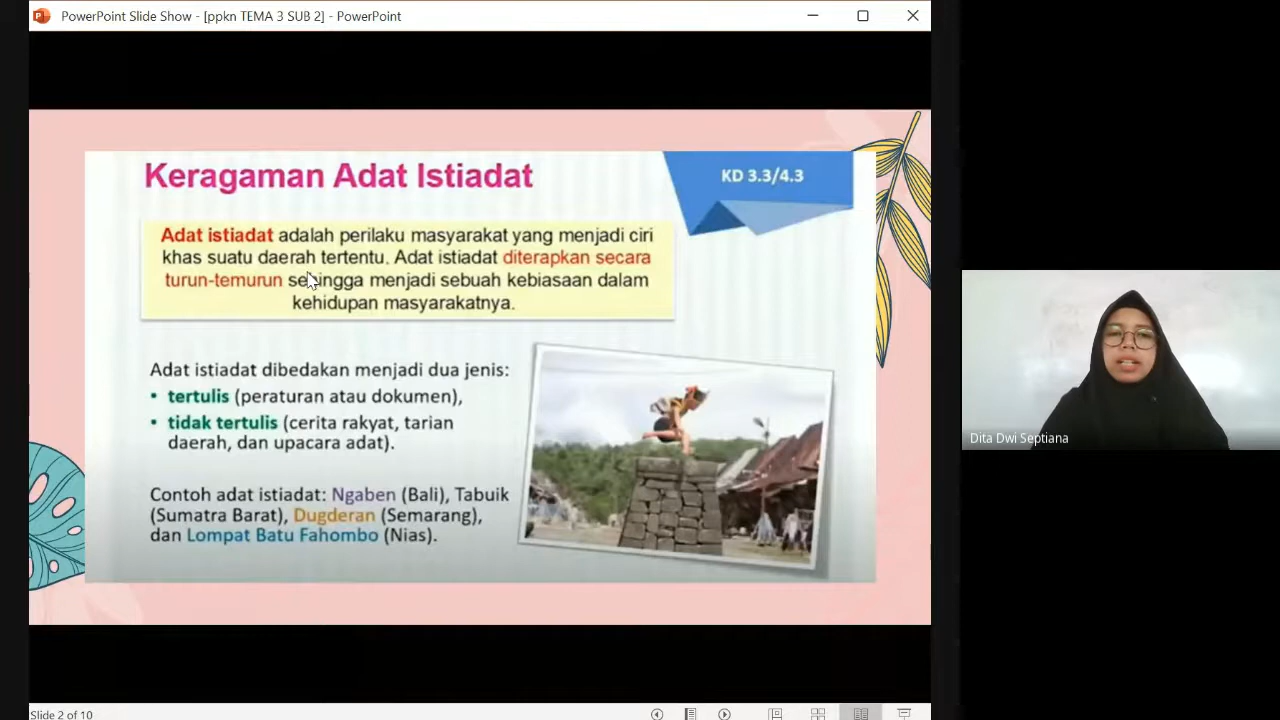 PowerPoint Slide Show - [ppkn TEMA 3 SUB 2] - PowerPoint
Keragaman Adat Istiadat
KD 3.3/4.3
Adat istiadat adalah perilaku masyarakat yang menjadi ciri
khas suatu daerah tertentu. Adat istiadat diterapkan secara
turun-temurun sehingga menjadi sebuah kebiasaan dalam
kehidupan masyarakatnya.
Adat istiadat dibedakan menjadi dua jenis:
• tertulis (peraturan atau dokumen),
• tidak tertulis (cerita rakyat, tarian
daerah, dan upacara adat).
Contoh adat istiadat: Ngaben (Bali), Tabuik
(Sumatra Barat), Dugderan (Semarang),
dan Lompat Batu Fahombo (Nias).
Dita Dwi Septiana
Slide 2 of 10